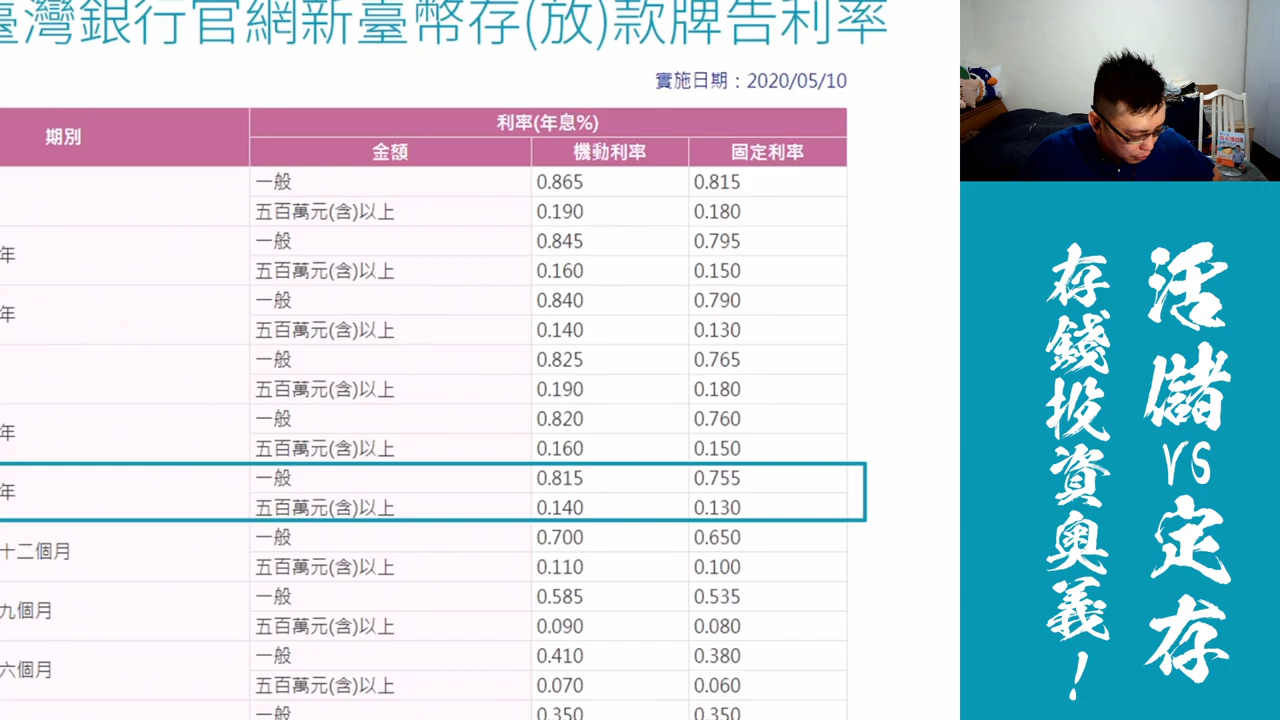 臺灣銀行官網新臺幣存(放)款牌告利率
實施日期：2020/05/10
期別
利率(年息%)
金額 機動利率 固定利率
一般 0.865 0.815
五百萬元(含)以上 0.190 0.180
年
一般 0.845 0.795
五百萬元(含)以上 0.160 0.150
年
一般 0.840 0.790
五百萬元(含)以上 0.140 0.130
一般 0.825 0.765
五百萬元(含)以上 0.190 0.180
年
一般 0.820 0.760
五百萬元(含)以上 0.160 0.150
年
一般 0.815 0.755
五百萬元(含)以上 0.140 0.130
十二個月
一般 0.700 0.650
五百萬元(含)以上 0.110 0.100
九個月
一般 0.585 0.535
五百萬元(含)以上 0.090 0.080
六個月
一般 0.410 0.380
五百萬元(含)以上 0.070 0.060
一般 0.350 0.350
活儲VS定存
存錢投資奧義！